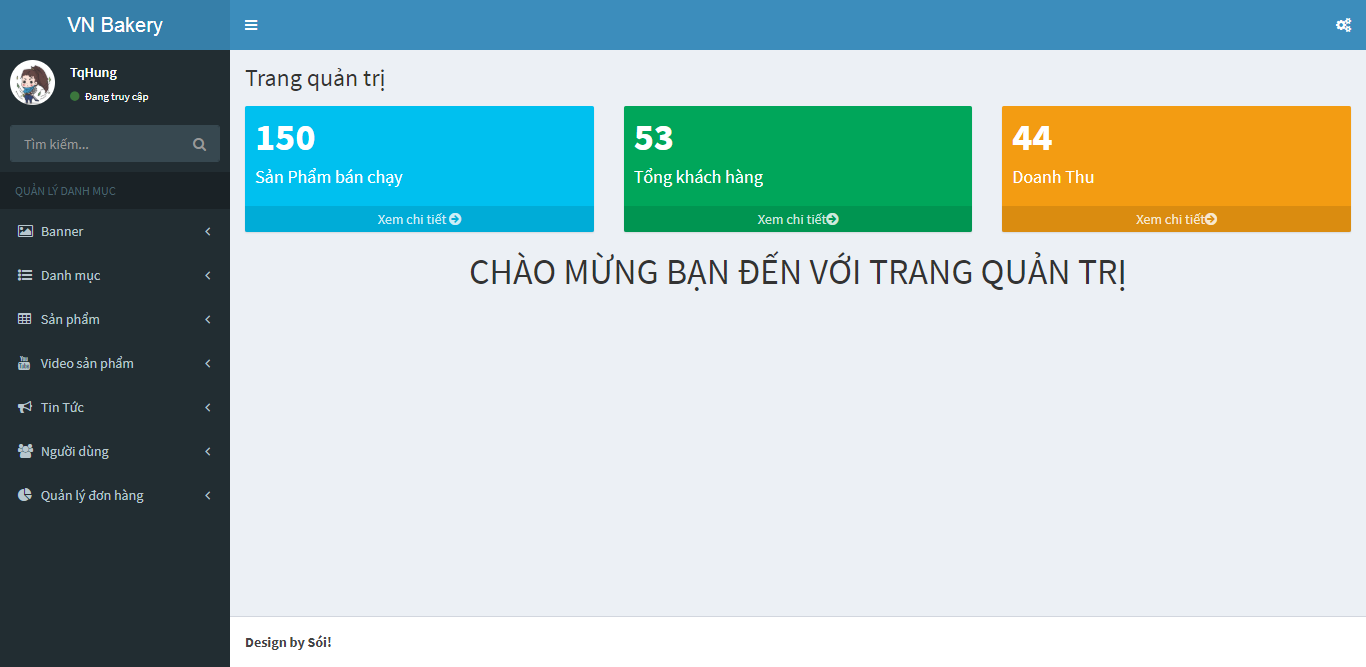 VN Bakery
TqHung
Đang truy cập
Tìm kiếm...
QUẢN LÝ DANH MỤC
Banner
Danh mục
Sản phẩm
Video sản phẩm
Tin Tức
Người dùng
Quản lý đơn hàng
Trang quản trị
150
Sản Phẩm bán chạy
Xem chi tiết
53
Tổng khách hàng
Xem chi tiết
44
Doanh Thu
Xem chi tiết
CHÀO MỪNG BẠN ĐẾN VỚI TRANG QUẢN TRỊ
Design by Sói!